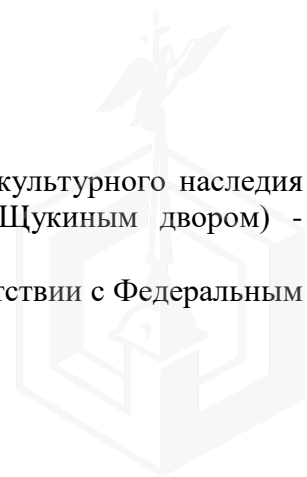 культурного наследия
Щукиным двором) -
тствии с Федеральным